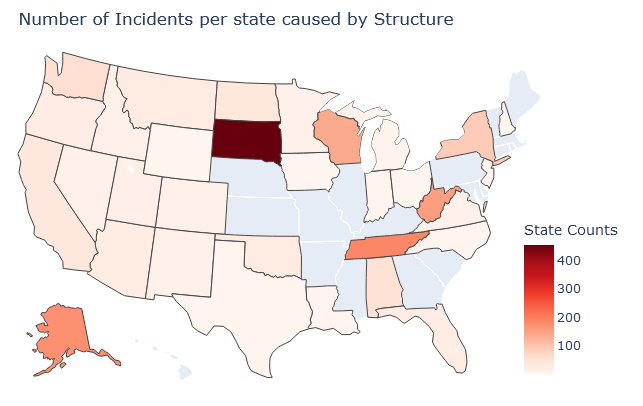 Number of Incidents per state caused by Structure
State Counts
400
300
200
100